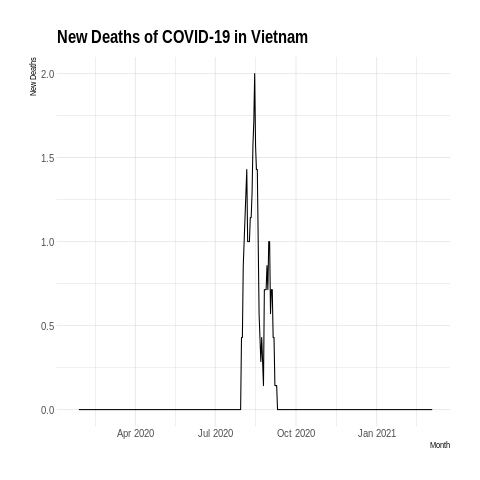 New Deaths of COVID-19 in Vietnam
New Deaths
2.0
1.5
1.0
0.5
0.0
Apr 2020 Jul 2020 Oct 2020 Jan 2021
Month